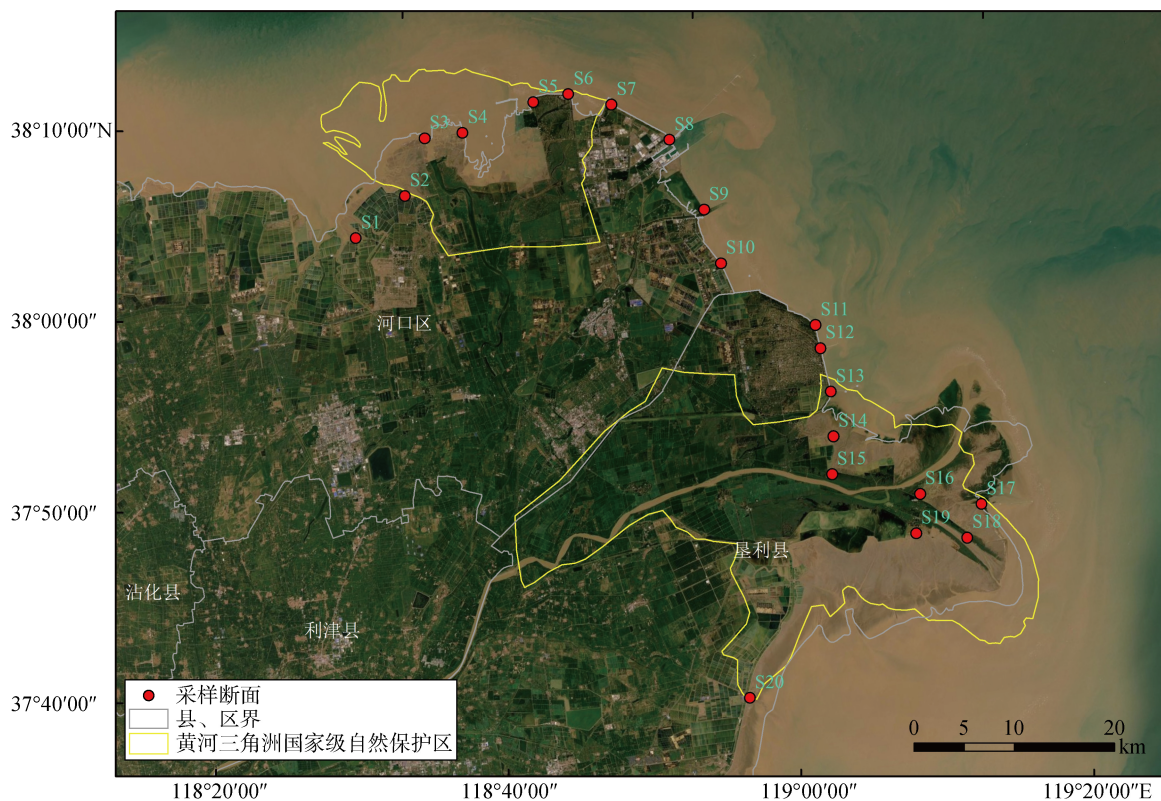 S5
S6
S7
38°10′00″N
S3
S4
S8
S2
S9
S1
S10
38°00′00″
河口区
S11
S12
S13
S14
S15
S16
S17
37°50′00″
S19
S18
垦利县
沾化县
利津县
S20
采样断面
37°40′00″
县、区界
黄河三角洲国家级自然保护区
0 5 10 20
km
118°20′00″
118°40′00″
119°00′00″
119°20′00″E